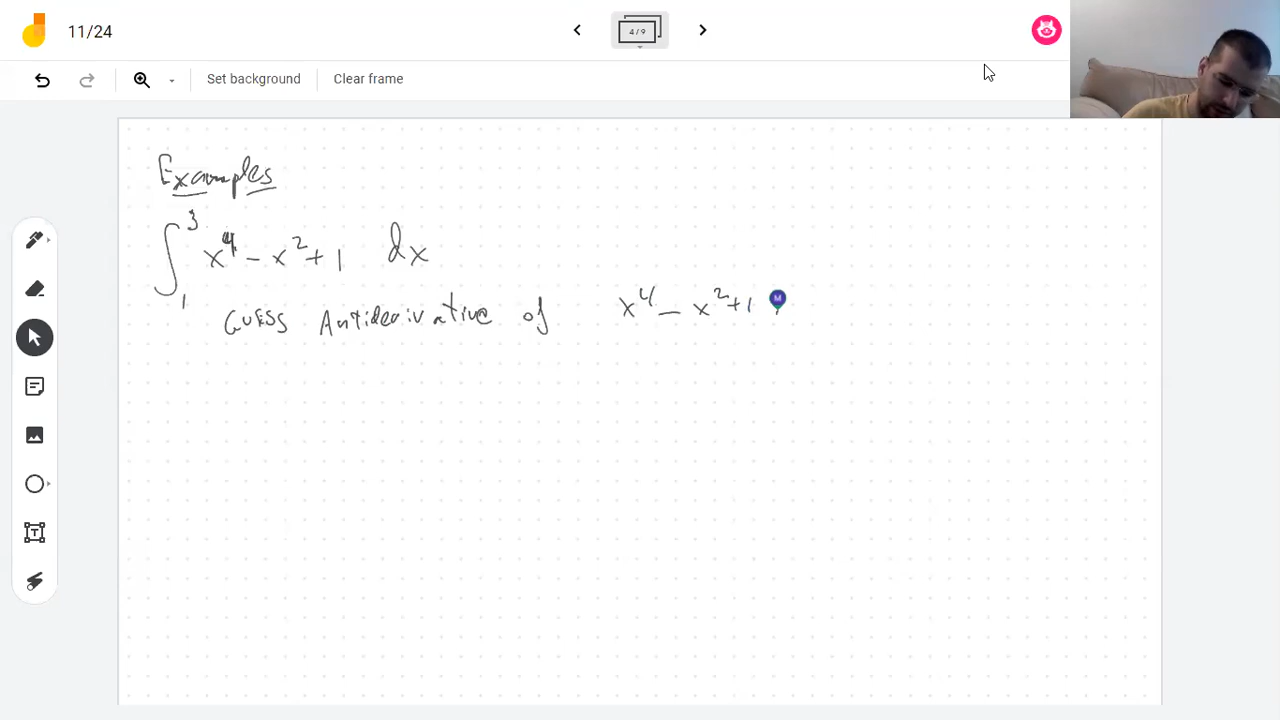 11/24
4 / 9
Set background
Clear frame
Examples
∫₁³ x⁴ - x² + 1 dx
GUESS Antiderivative of x⁴ - x² + 1
M
T